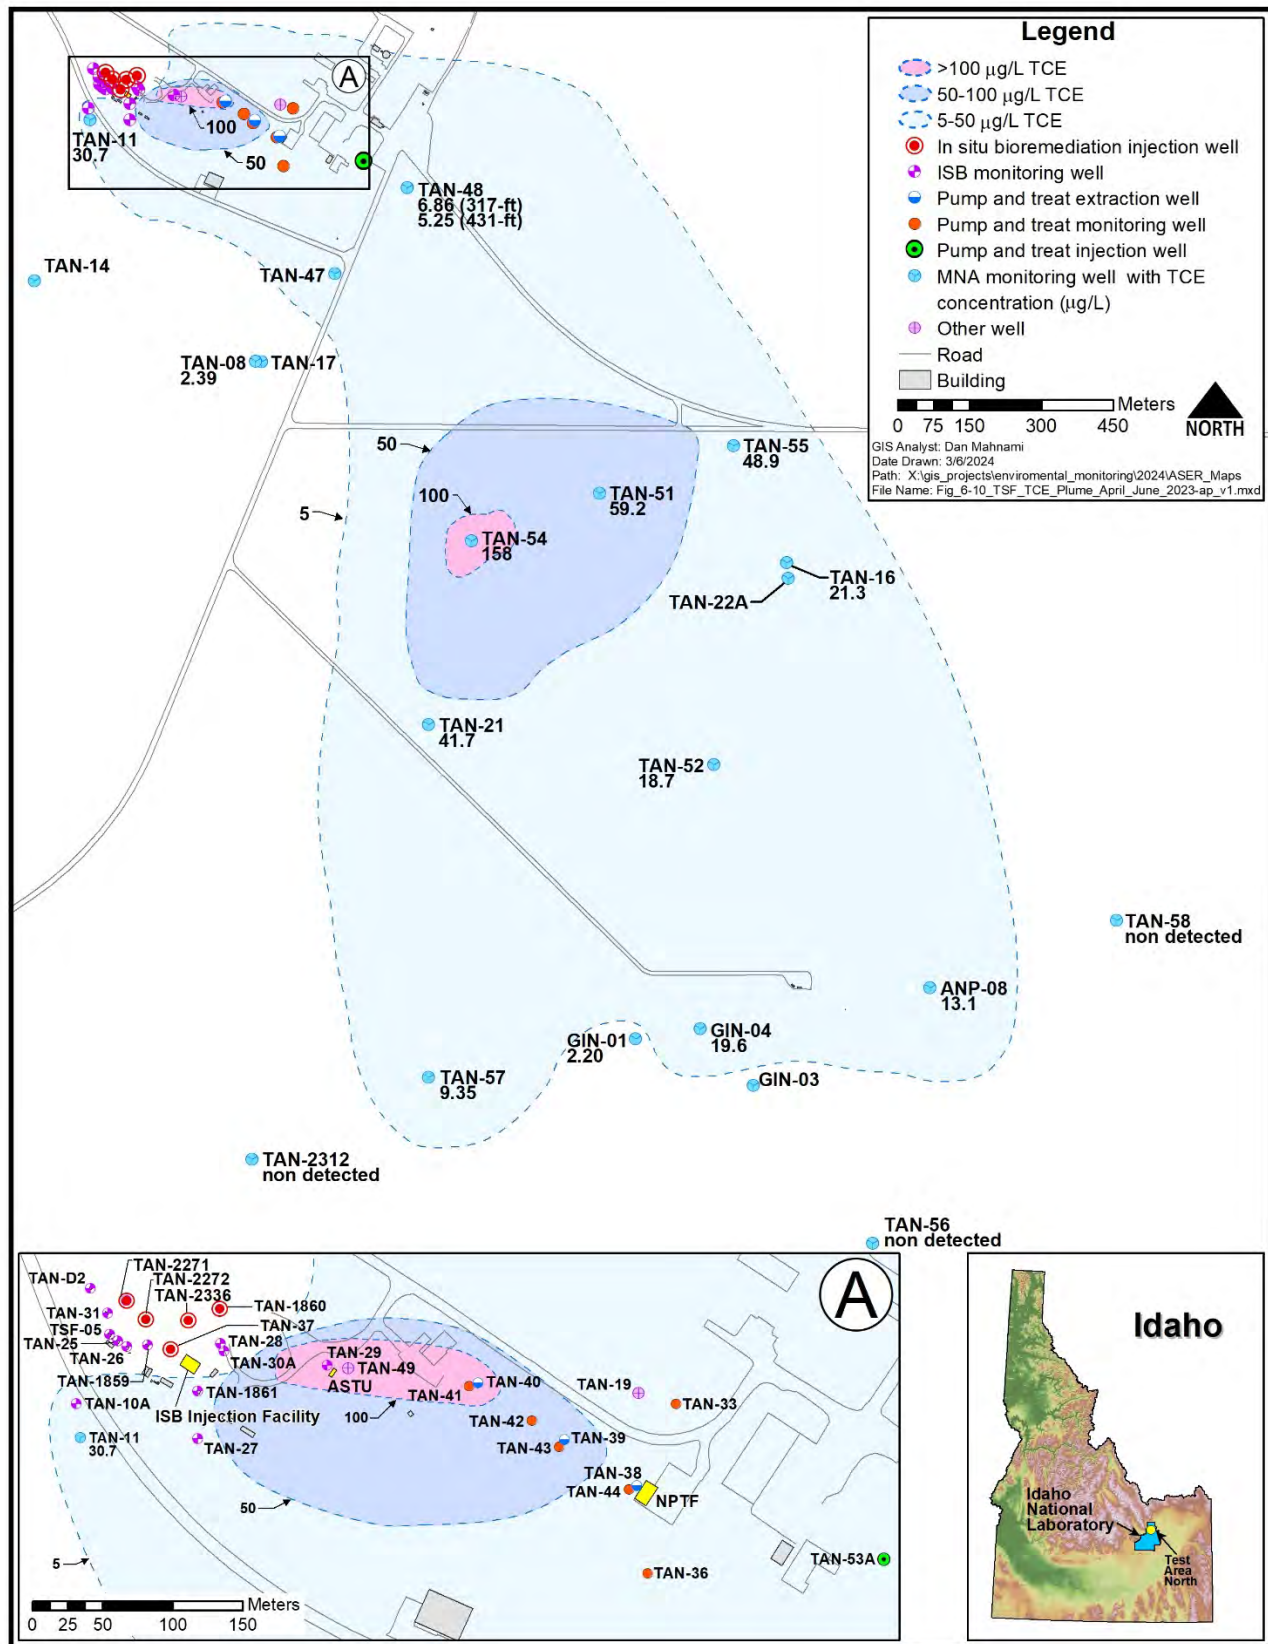 Legend
>100 µg/L TCE
50-100 µg/L TCE
5-50 µg/L TCE
In situ bioremediation injection well
ISB monitoring well
Pump and treat extraction well
Pump and treat monitoring well
Pump and treat injection well
MNA monitoring well with TCE
concentration (µg/L)
Other well
Road
Building
Meters
0 75 150 300 450
NORTH
GIS Analyst: Dan Mahnami
Date Drawn: 3/6/2024
Path: X:\gis_projects\enviromental_monitoring\2024\ASER_Maps
File Name: Fig_6-10_TSF_TCE_Plume_April_June_2023-ap_v1.mxd
A
100
50
TAN-11
30.7
TAN-48
6.86 (317-ft)
5.25 (431-ft)
TAN-14
TAN-47
TAN-08
2.39
TAN-17
50
TAN-55
48.9
100
TAN-51
59.2
5
TAN-54
158
TAN-16
21.3
TAN-22A
TAN-21
41.7
TAN-52
18.7
TAN-58
non detected
ANP-08
13.1
GIN-01
2.20
GIN-04
19.6
GIN-03
TAN-57
9.35
TAN-2312
non detected
TAN-56
non detected
A
TAN-2271
TAN-D2
TAN-2272
TAN-2336
TAN-31
TAN-1860
TSF-05
TAN-37
TAN-25
TAN-28
TAN-26
TAN-30A
TAN-29
TAN-49
TAN-1859
ASTU
TAN-41
TAN-40
TAN-19
TAN-33
TAN-1861
TAN-10A
ISB Injection Facility
100
TAN-42
TAN-11
30.7
TAN-27
TAN-43
TAN-39
TAN-38
TAN-44
NPTF
50
5
TAN-53A
TAN-36
Meters
0 25 50 100 150
Idaho
Idaho
National
Laboratory
Test
Area
North